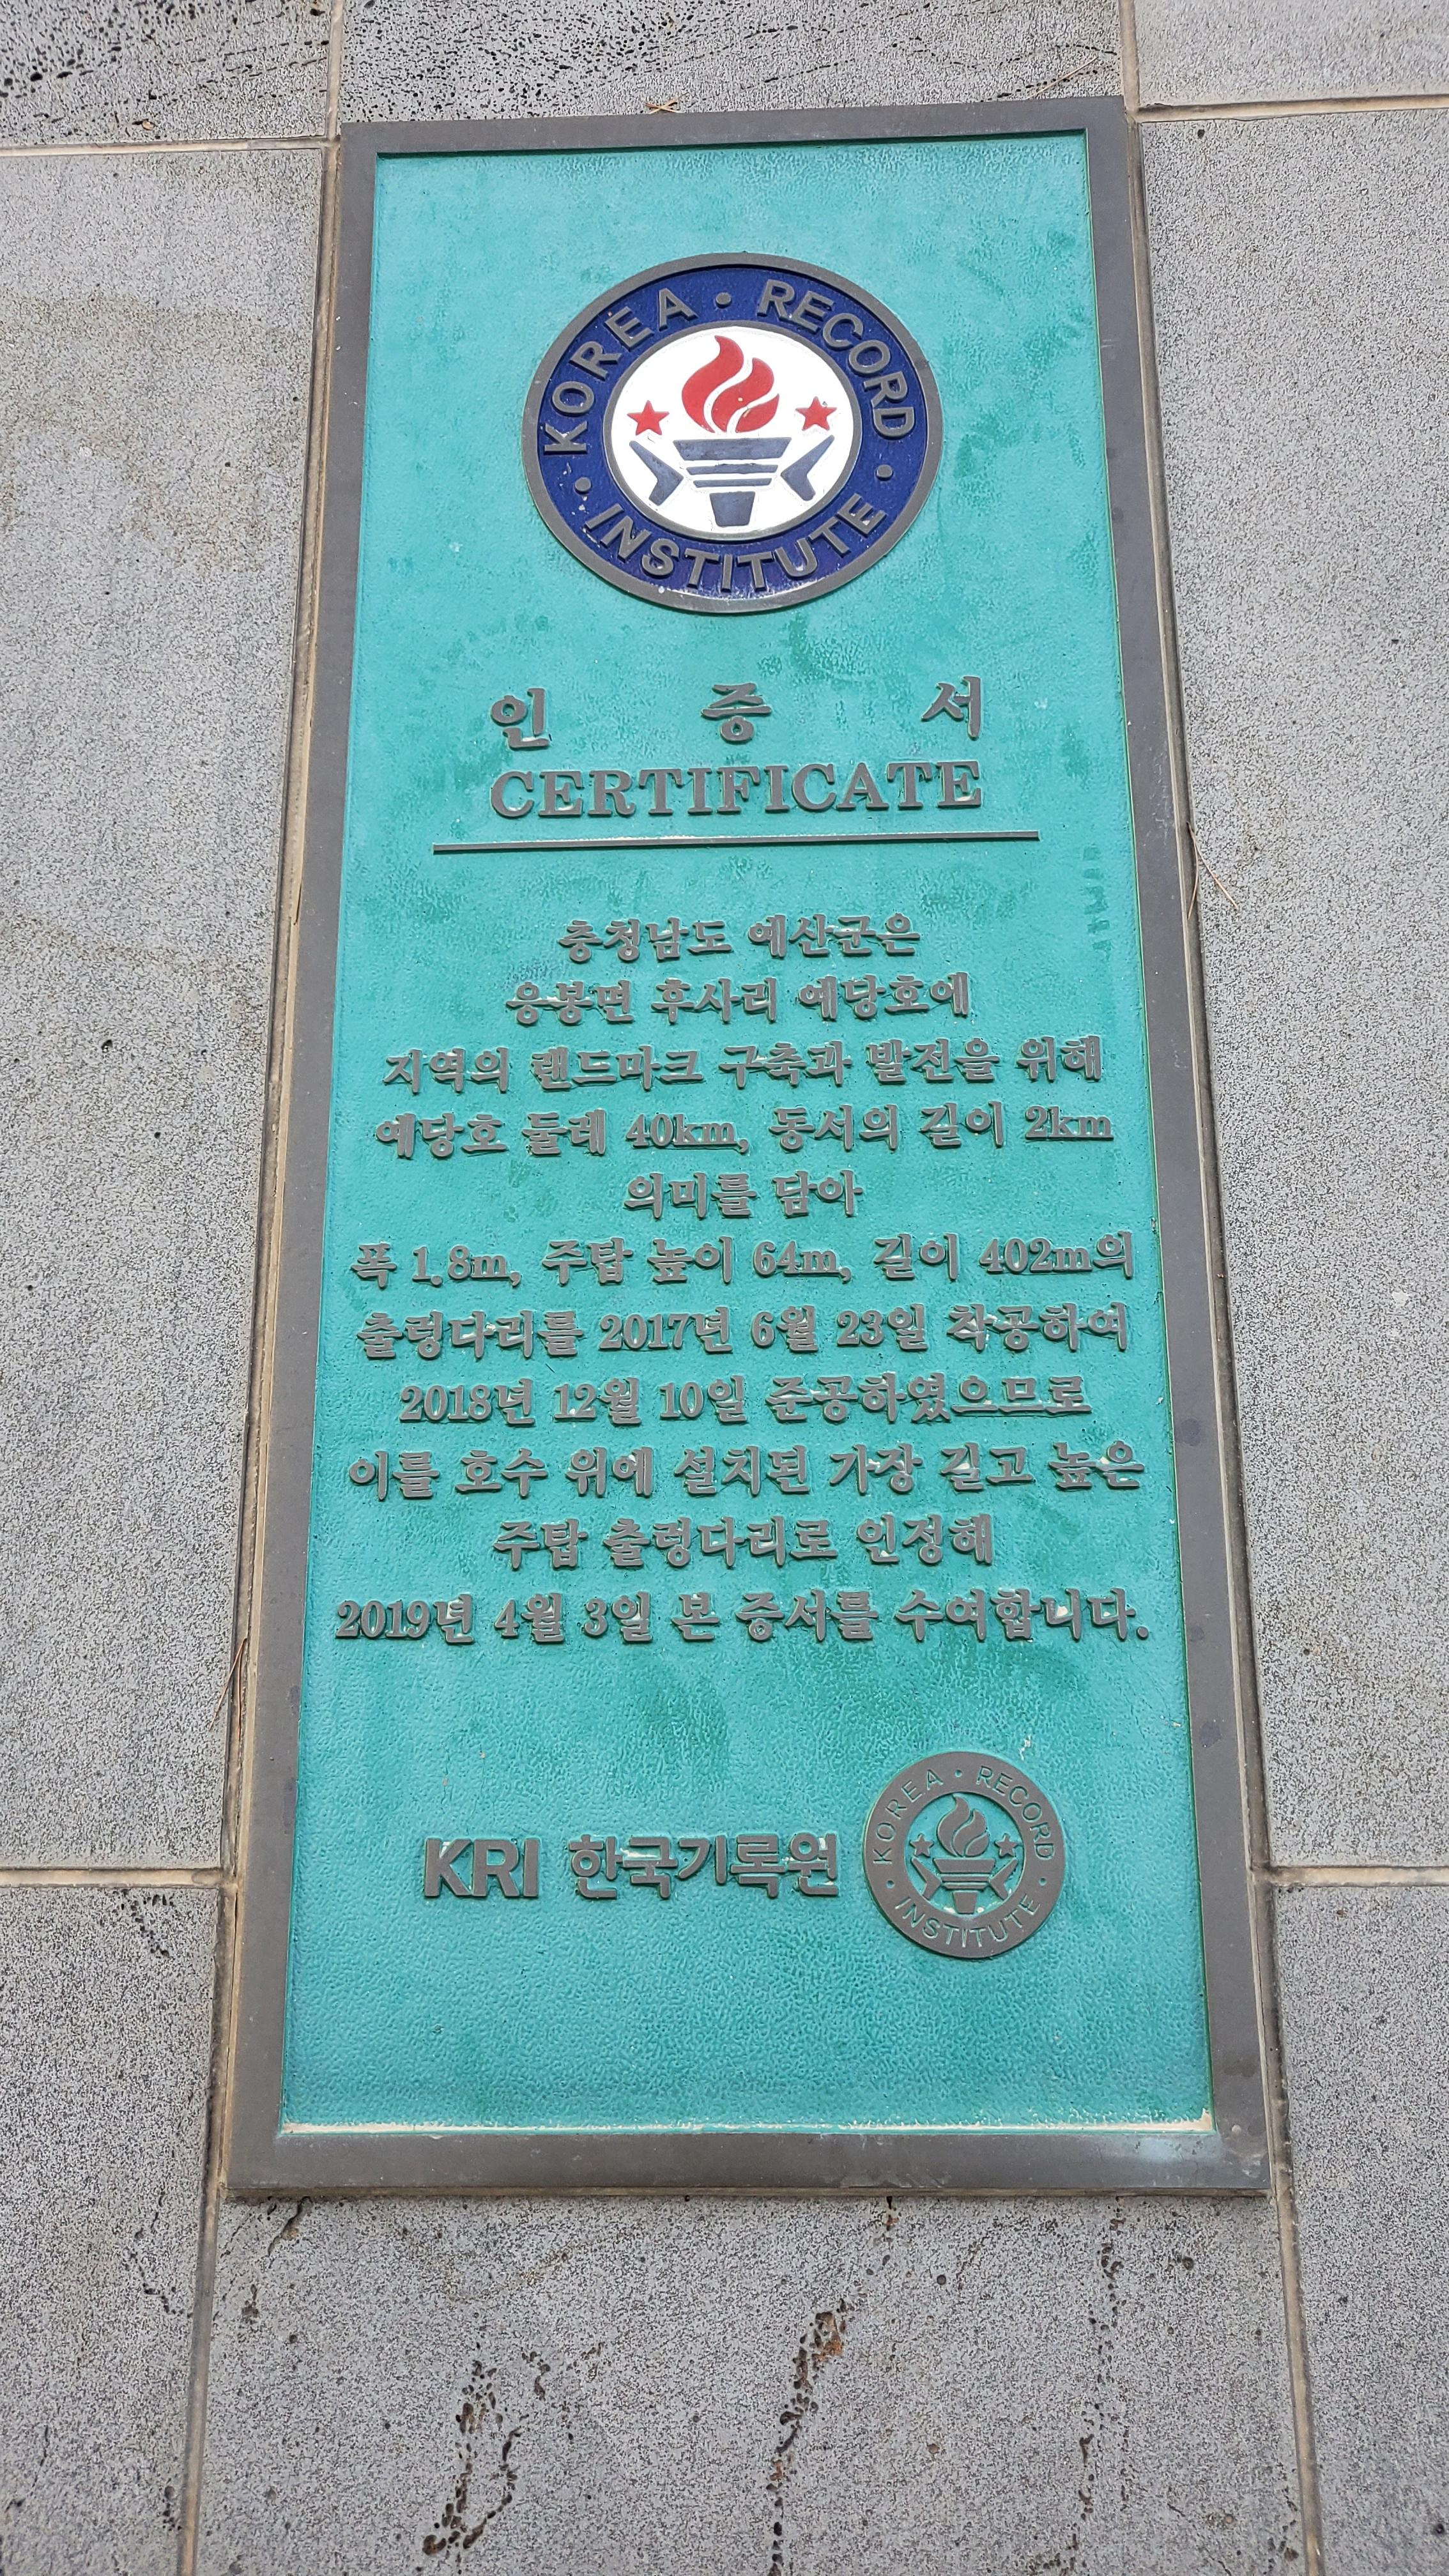 KOREA · RECORD · INSTITUTE ·
인 증 서
CERTIFICATE
충청남도 예산군은
응봉면 후사리 예당호에
지역의 랜드마크 구축과 발전을 위해
예당호 둘레 40km, 동서의 길이 2km
의미를 담아
폭 1.8m, 주탑 높이 64m, 길이 402m의
출렁다리를 2017년 6월 23일 착공하여
2018년 12월 10일 준공하였으므로
이를 호수 위에 설치된 가장 길고 높은
주탑 출렁다리로 인정해
2019년 4월 3일 본 증서를 수여합니다.
KRI 한국기록원
KOREA · RECORD · INSTITUTE ·